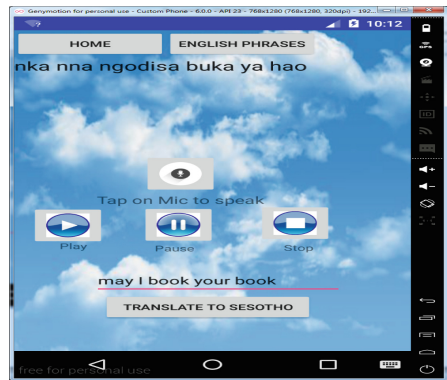 Genymotion for personal use - Custom Phone - 6.0.0 - API 23 - 768x1280 (768x1280, 320dpi) - 192...
10:12
HOME
ENGLISH PHRASES
nka nna ngodisa buka ya hao
Tap on Mic to speak
Play
Pause
Stop
may I book your book
TRANSLATE TO SESOTHO
free for personal use
GPS
ID